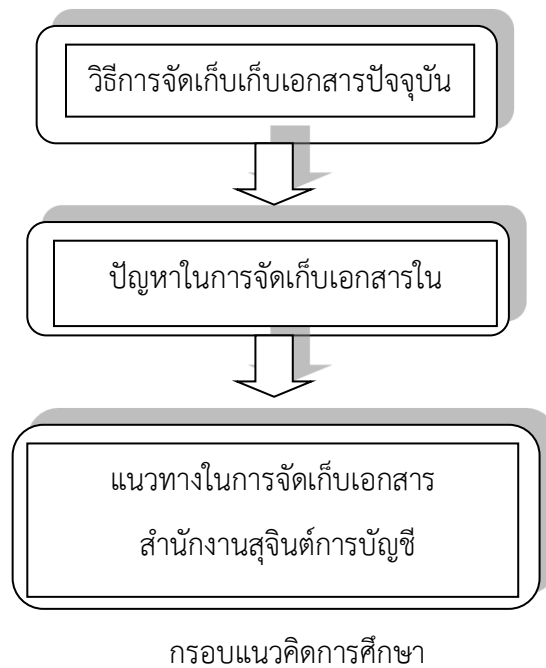 วิธีการจัดเก็บเก็บเอกสารปัจจุบัน
ปัญหาในการจัดเก็บเอกสารใน
แนวทางในการจัดเก็บเอกสาร
สำนักงานสุจินต์การบัญชี
กรอบแนวคิดการศึกษา